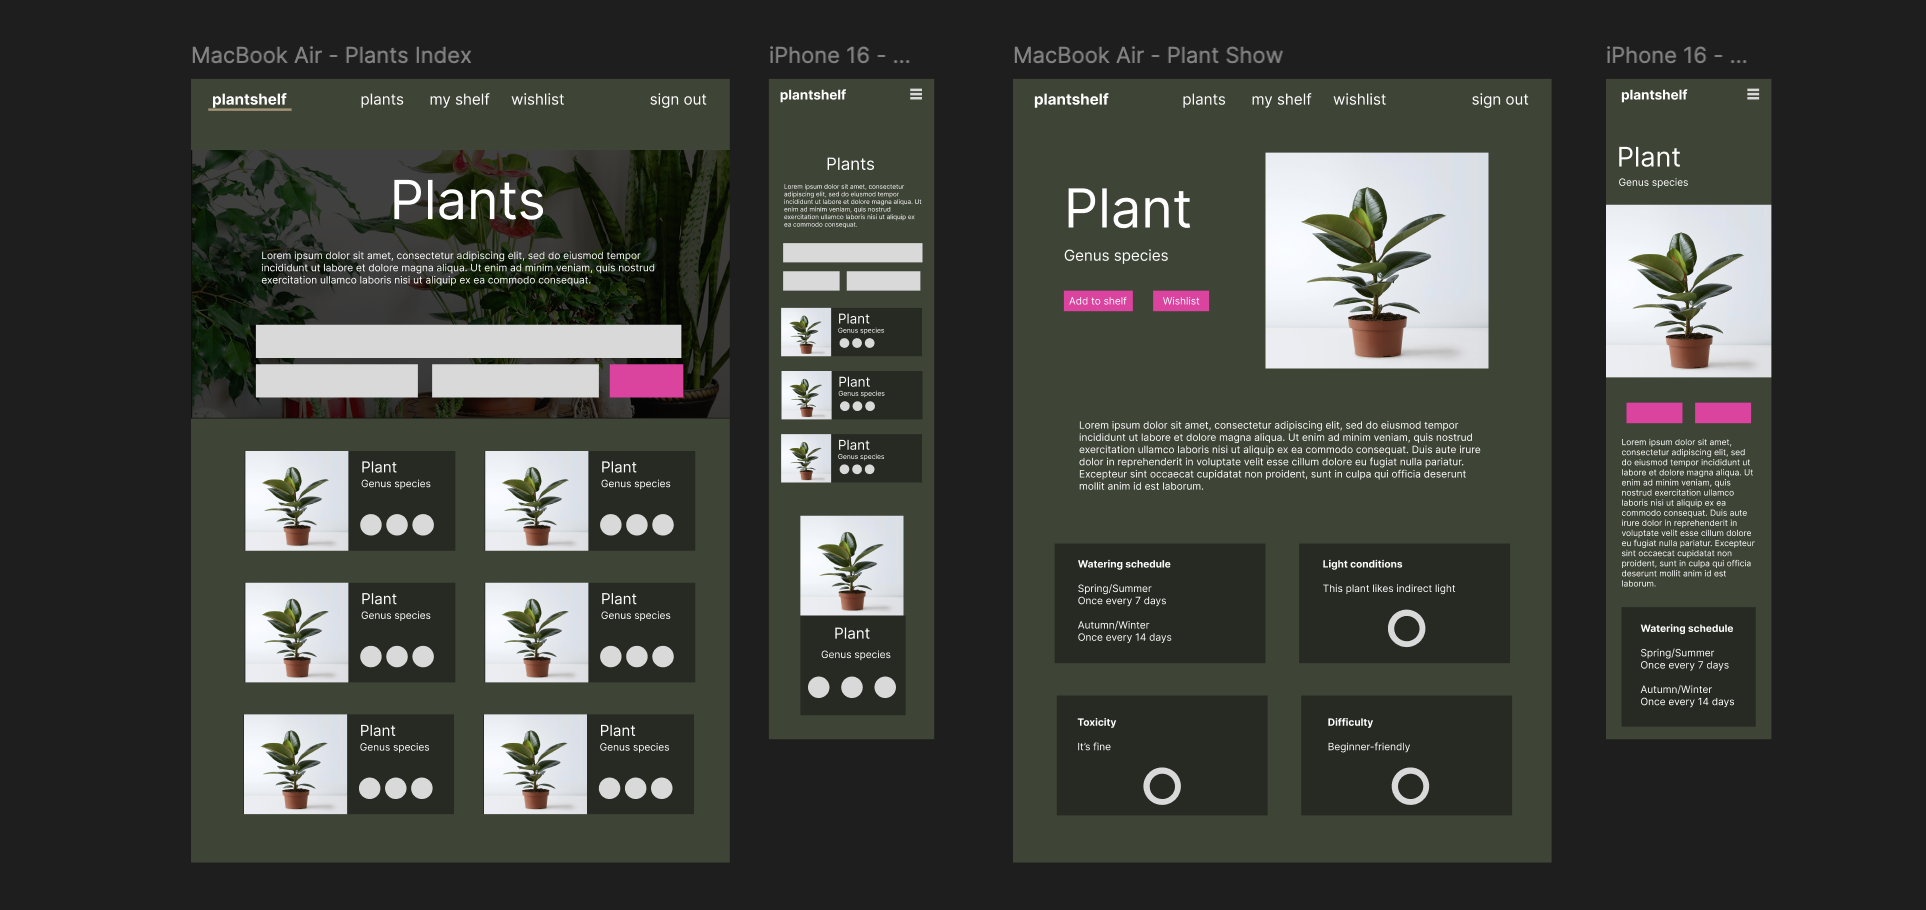 MacBook Air - Plants Index
plantshelf
plants my shelf wishlist
sign out
Plants
Lorem ipsum dolor sit amet, consectetur adipiscing elit, sed do eiusmod tempor
incididunt ut labore et dolore magna aliqua. Ut enim ad minim veniam, quis nostrud
exercitation ullamco laboris nisi ut aliquip ex ea commodo consequat.
Plant
Genus species
Plant
Genus species
Plant
Genus species
Plant
Genus species
Plant
Genus species
Plant
Genus species
iPhone 16 - ...
plantshelf
Plants
Lorem ipsum dolor sit amet, consectetur
adipiscing elit, sed do eiusmod tempor
incididunt ut labore et dolore magna aliqua. Ut
enim ad minim veniam, quis nostrud
exercitation ullamco laboris nisi ut aliquip ex
ea commodo consequat.
Plant
Genus species
Plant
Genus species
Plant
Genus species
Plant
Genus species
MacBook Air - Plant Show
plantshelf
plants my shelf wishlist
sign out
Plant
Genus species
Add to shelf
Wishlist
Lorem ipsum dolor sit amet, consectetur adipiscing elit, sed do eiusmod tempor
incididunt ut labore et dolore magna aliqua. Ut enim ad minim veniam, quis nostrud
exercitation ullamco laboris nisi ut aliquip ex ea commodo consequat. Duis aute irure
dolor in reprehenderit in voluptate velit esse cillum dolore eu fugiat nulla pariatur.
Excepteur sint occaecat cupidatat non proident, sunt in culpa qui officia deserunt
mollit anim id est laborum.
Watering schedule
Spring/Summer
Once every 7 days
Autumn/Winter
Once every 14 days
Light conditions
This plant likes indirect light
Toxicity
It's fine
Difficulty
Beginner-friendly
iPhone 16 - ...
plantshelf
Plant
Genus species
Lorem ipsum dolor sit amet,
consectetur adipiscing elit, sed
do eiusmod tempor incididunt ut
labore et dolore magna aliqua. Ut
enim ad minim veniam, quis
nostrud exercitation ullamco
laboris nisi ut aliquip ex ea
commodo consequat. Duis aute
irure dolor in reprehenderit in
voluptate velit esse cillum dolore
eu fugiat nulla pariatur. Excepteur
sint occaecat cupidatat non
proident, sunt in culpa qui officia
deserunt mollit anim id est
laborum.
Watering schedule
Spring/Summer
Once every 7 days
Autumn/Winter
Once every 14 days